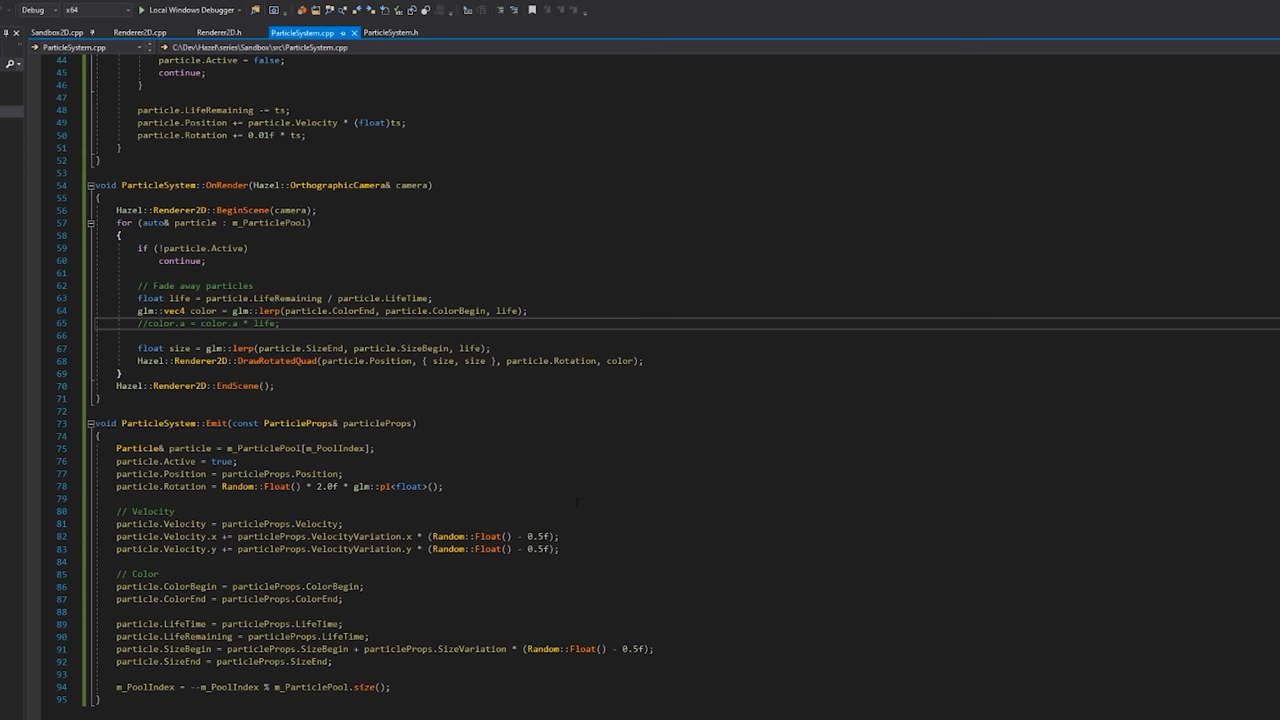 Debug x64 Local Windows Debugger
Sandbox2D.cpp Renderer2D.cpp Renderer2D.h ParticleSystem.cpp ParticleSystem.h
ParticleSystem.cpp C:\Dev\Hazel\series\Sandbox\src\ParticleSystem.cpp
44 particle.Active = false;
45 continue;
46 }
47
48 particle.LifeRemaining -= ts;
49 particle.Position += particle.Velocity * (float)ts;
50 particle.Rotation += 0.01f * ts;
51 }
52 }
53
54 void ParticleSystem::OnRender(Hazel::OrthographicCamera& camera)
55 {
56 Hazel::Renderer2D::BeginScene(camera);
57 for (auto& particle : m_ParticlePool)
58 {
59 if (!particle.Active)
60 continue;
61
62 // Fade away particles
63 float life = particle.LifeRemaining / particle.LifeTime;
64 glm::vec4 color = glm::lerp(particle.ColorEnd, particle.ColorBegin, life);
65 //color.a = color.a * life;
66
67 float size = glm::lerp(particle.SizeEnd, particle.SizeBegin, life);
68 Hazel::Renderer2D::DrawRotatedQuad(particle.Position, { size, size }, particle.Rotation, color);
69 }
70 Hazel::Renderer2D::EndScene();
71 }
72
73 void ParticleSystem::Emit(const ParticleProps& particleProps)
74 {
75 Particle& particle = m_ParticlePool[m_PoolIndex];
76 particle.Active = true;
77 particle.Position = particleProps.Position;
78 particle.Rotation = Random::Float() * 2.0f * glm::pi<float>();
79
80 // Velocity
81 particle.Velocity = particleProps.Velocity;
82 particle.Velocity.x += particleProps.VelocityVariation.x * (Random::Float() - 0.5f);
83 particle.Velocity.y += particleProps.VelocityVariation.y * (Random::Float() - 0.5f);
84
85 // Color
86 particle.ColorBegin = particleProps.ColorBegin;
87 particle.ColorEnd = particleProps.ColorEnd;
88
89 particle.LifeTime = particleProps.LifeTime;
90 particle.LifeRemaining = particleProps.LifeTime;
91 particle.SizeBegin = particleProps.SizeBegin + particleProps.SizeVariation * (Random::Float() - 0.5f);
92 particle.SizeEnd = particleProps.SizeEnd;
93
94 m_PoolIndex = --m_PoolIndex % m_ParticlePool.size();
95 }